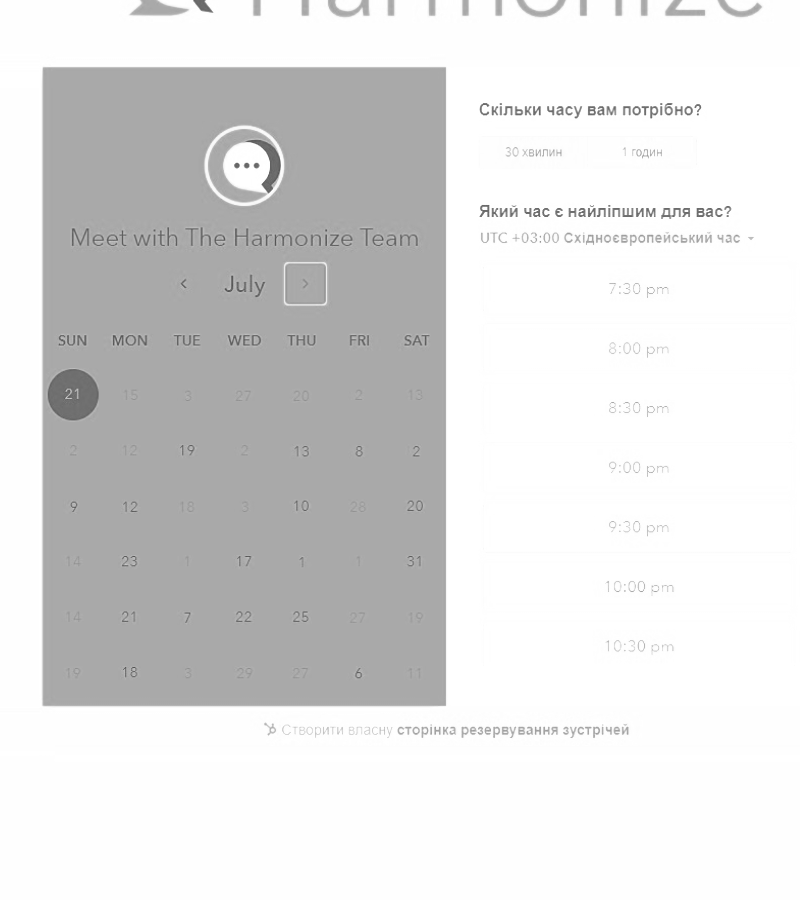 Harmonize
Meet with The Harmonize Team
July
SUN MON TUE WED THU FRI SAT
21 15 3 27 20 2 13
2 12 19 2 13 8 2
9 12 18 3 10 28 20
14 23 1 17 1 1 31
14 21 7 22 25 27 19
19 18 3 29 27 6 11
Скільки часу вам потрібно?
30 хвилин 1 годин
Який час є найліпшим для вас?
UTC +03:00 Східноєвропейський час
7:30 pm
8:00 pm
8:30 pm
9:00 pm
9:30 pm
10:00 pm
10:30 pm
Створити власну сторінка резервування зустрічей